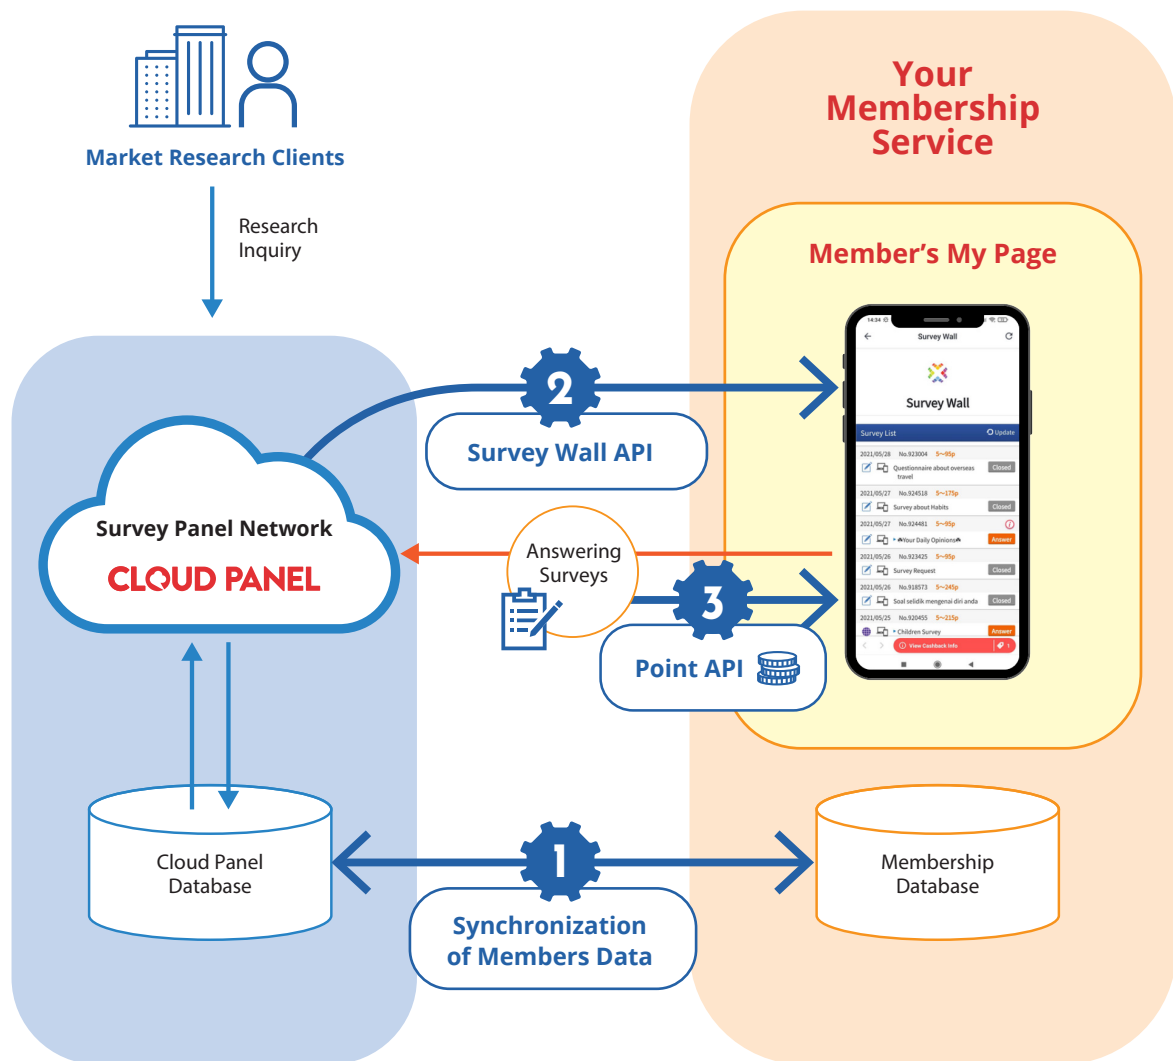 Market Research Clients
Research
Inquiry
Your
Membership
Service
Member's My Page
14:34
Survey Wall
Survey Wall
Survey List
Update
2021/05/28 No.923004 5~95p
Questionnaire about overseas
travel
Closed
2021/05/27 No.924518 5~175p
Survey about Habits
Closed
2021/05/27 No.924481 5~95p
♣Your Daily Opinions♣
Answer
2021/05/26 No.923425 5~95p
Survey Request
Closed
2021/05/26 No.918573 5~245p
Soal selidik mengenai diri anda
Closed
2021/05/25 No.920455 5~215p
Children Survey
Answer
View Cashback Info
1
2
Survey Wall API
Survey Panel Network
CLOUD PANEL
Answering
Surveys
3
Point API
Cloud Panel
Database
1
Synchronization
of Members Data
Membership
Database